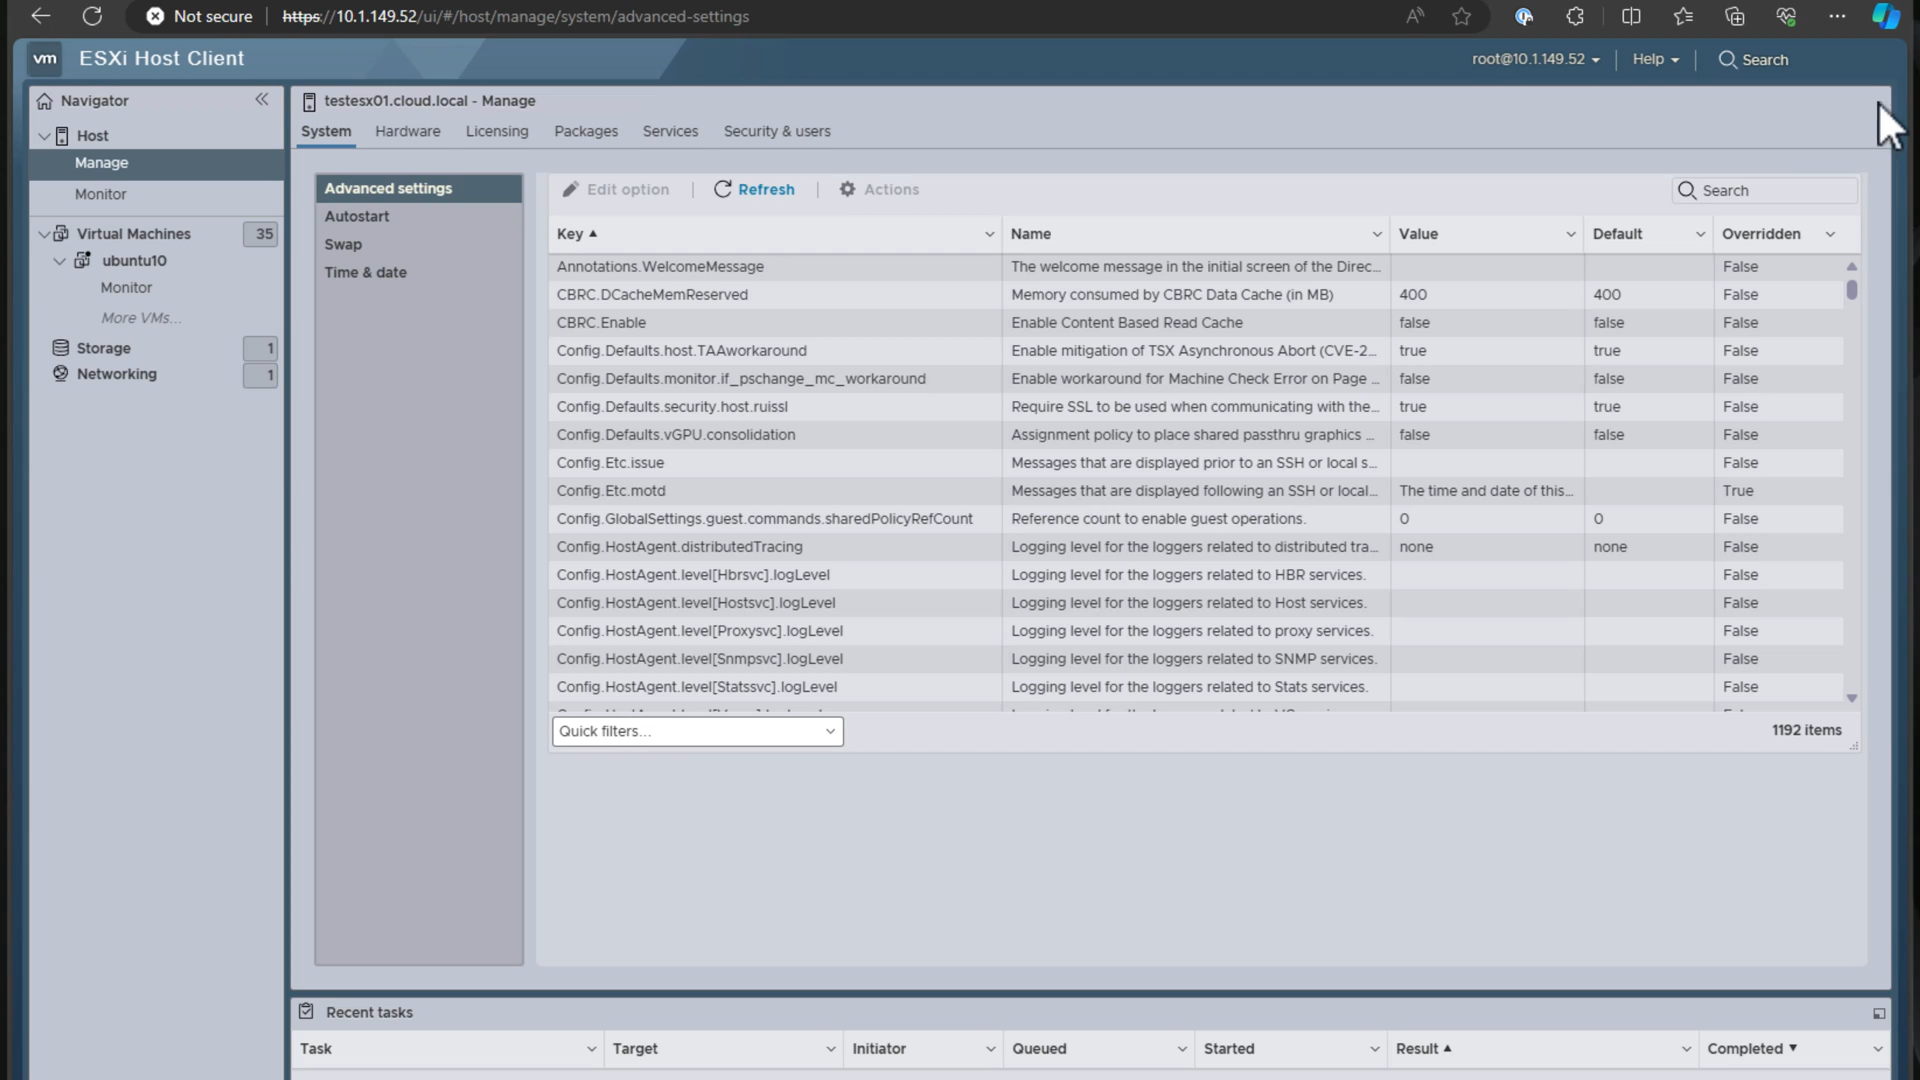 Not secure https://10.1.149.52/ui/#/host/manage/system/advanced-settings
vm ESXi Host Client root@10.1.149.52 Help Search
Navigator
Host
Manage
Monitor
Virtual Machines 35
ubuntu10
Monitor
More VMs...
Storage 1
Networking 1
testesx01.cloud.local - Manage
System Hardware Licensing Packages Services Security & users
Advanced settings
Autostart
Swap
Time & date
Edit option Refresh Actions Search
Key Name Value Default Overridden
Annotations.WelcomeMessage The welcome message in the initial screen of the Direc... False
CBRC.DCacheMemReserved Memory consumed by CBRC Data Cache (in MB) 400 400 False
CBRC.Enable Enable Content Based Read Cache false false False
Config.Defaults.host.TAAworkaround Enable mitigation of TSX Asynchronous Abort (CVE-2... true true False
Config.Defaults.monitor.if_pschange_mc_workaround Enable workaround for Machine Check Error on Page ... false false False
Config.Defaults.security.host.ruissl Require SSL to be used when communicating with the... true true False
Config.Defaults.vGPU.consolidation Assignment policy to place shared passthru graphics ... false false False
Config.Etc.issue Messages that are displayed prior to an SSH or local s... False
Config.Etc.motd Messages that are displayed following an SSH or local... The time and date of this... True
Config.GlobalSettings.guest.commands.sharedPolicyRefCount Reference count to enable guest operations. 0 0 False
Config.HostAgent.distributedTracing Logging level for the loggers related to distributed tra... none none False
Config.HostAgent.level[Hbrsvc].logLevel Logging level for the loggers related to HBR services. False
Config.HostAgent.level[Hostsvc].logLevel Logging level for the loggers related to Host services. False
Config.HostAgent.level[Proxysvc].logLevel Logging level for the loggers related to proxy services. False
Config.HostAgent.level[Snmpsvc].logLevel Logging level for the loggers related to SNMP services. False
Config.HostAgent.level[Statssvc].logLevel Logging level for the loggers related to Stats services. False
Quick filters... 1192 items
Recent tasks
Task Target Initiator Queued Started Result Completed